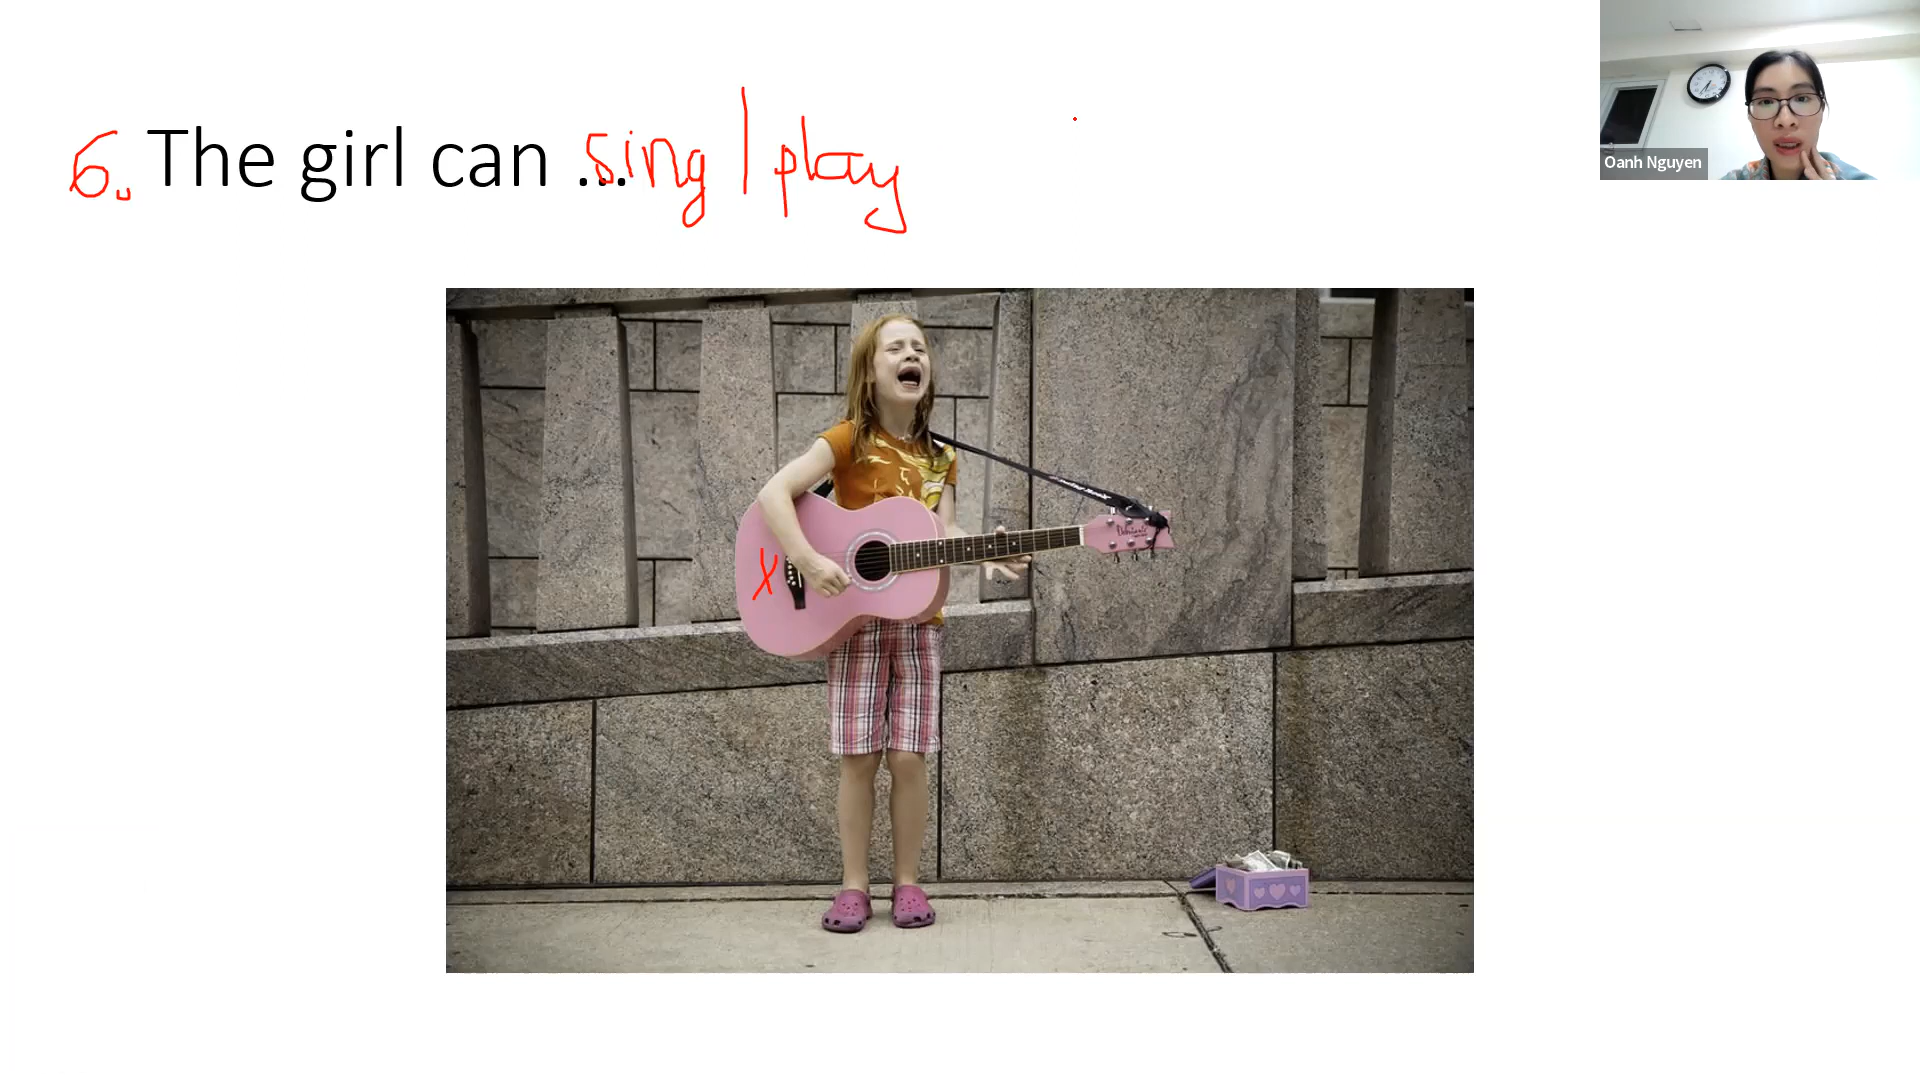 6. The girl can ... sing / play
Oanh Nguyen